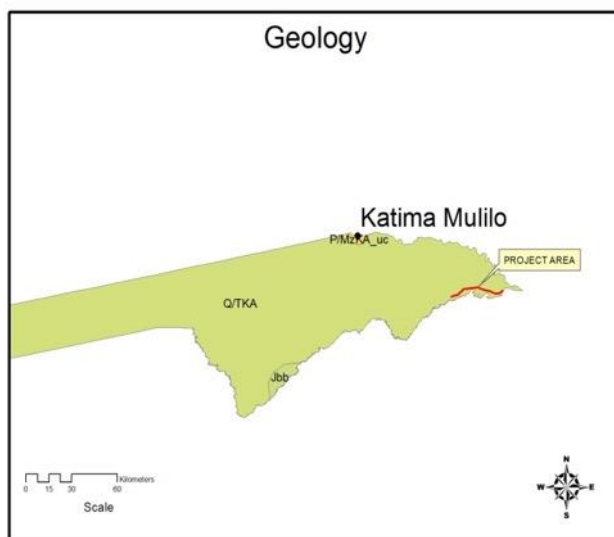 Geology
Katima Mulilo
P/MzKA_uc
PROJECT AREA
Q/TKA
Jbb
Kilometers
0 15 30 60
Scale
N
W E
S